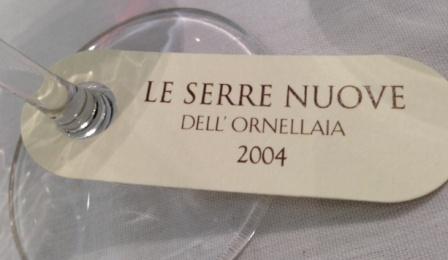 LE SERRE NUOVE
DELL' ORNELLAIA
2004